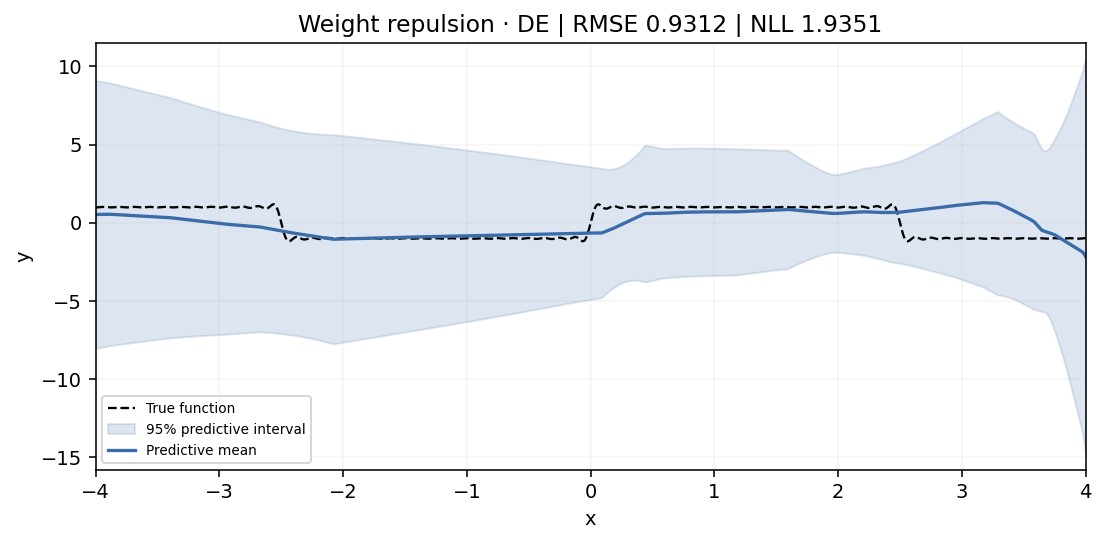 Weight repulsion · DE | RMSE 0.9312 | NLL 1.9351
10
5
0
−5
−10
−15
y
True function
95% predictive interval
Predictive mean
−4 −3 −2 −1 0 1 2 3 4
x